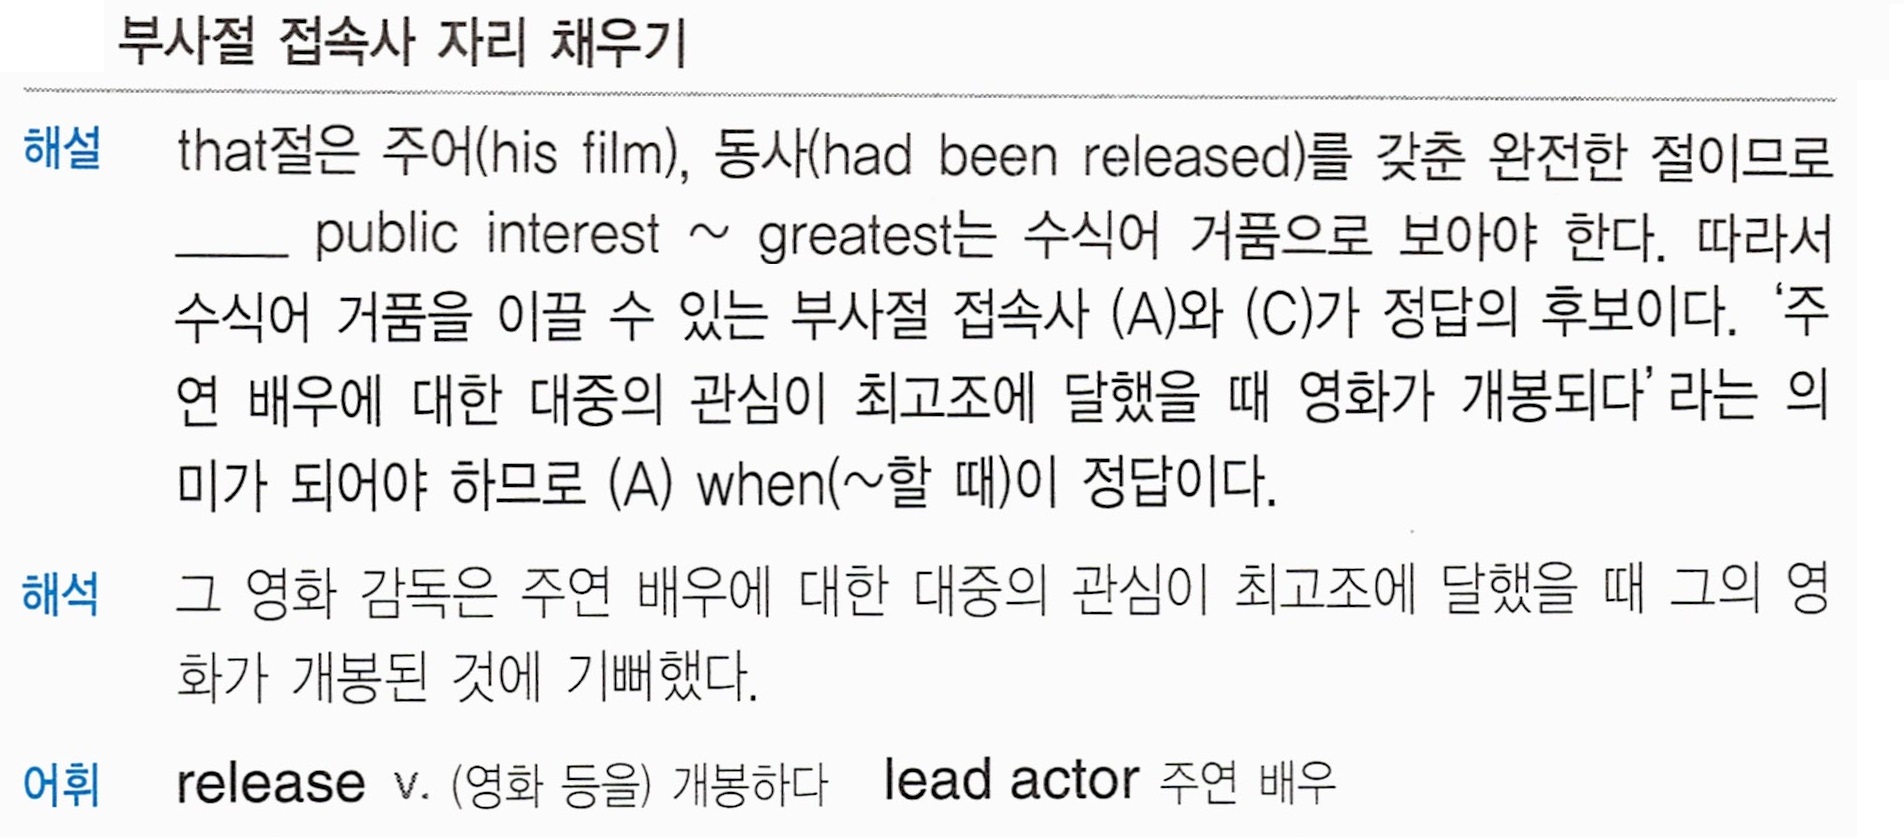 부사절 접속사 자리 채우기
해설 that절은 주어(his film), 동사(had been released)를 갖춘 완전한 절이므로
____ public interest ~ greatest는 수식어 거품으로 보아야 한다. 따라서
수식어 거품을 이끌 수 있는 부사절 접속사 (A)와 (C)가 정답의 후보이다. ‘주
연 배우에 대한 대중의 관심이 최고조에 달했을 때 영화가 개봉되다’라는 의
미가 되어야 하므로 (A) when(~할 때)이 정답이다.
해석 그 영화 감독은 주연 배우에 대한 대중의 관심이 최고조에 달했을 때 그의 영
화가 개봉된 것에 기뻐했다.
어휘 release v. (영화 등을) 개봉하다 lead actor 주연 배우